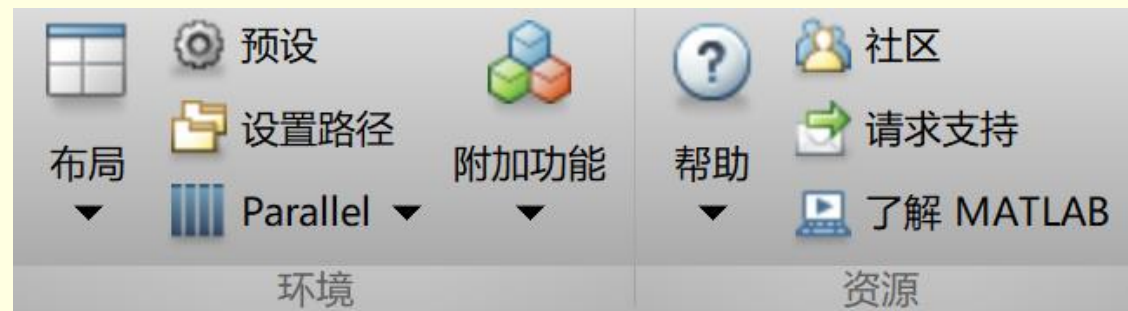 布局
预设
设置路径
Parallel
附加功能
环境
帮助
社区
请求支持
了解 MATLAB
资源